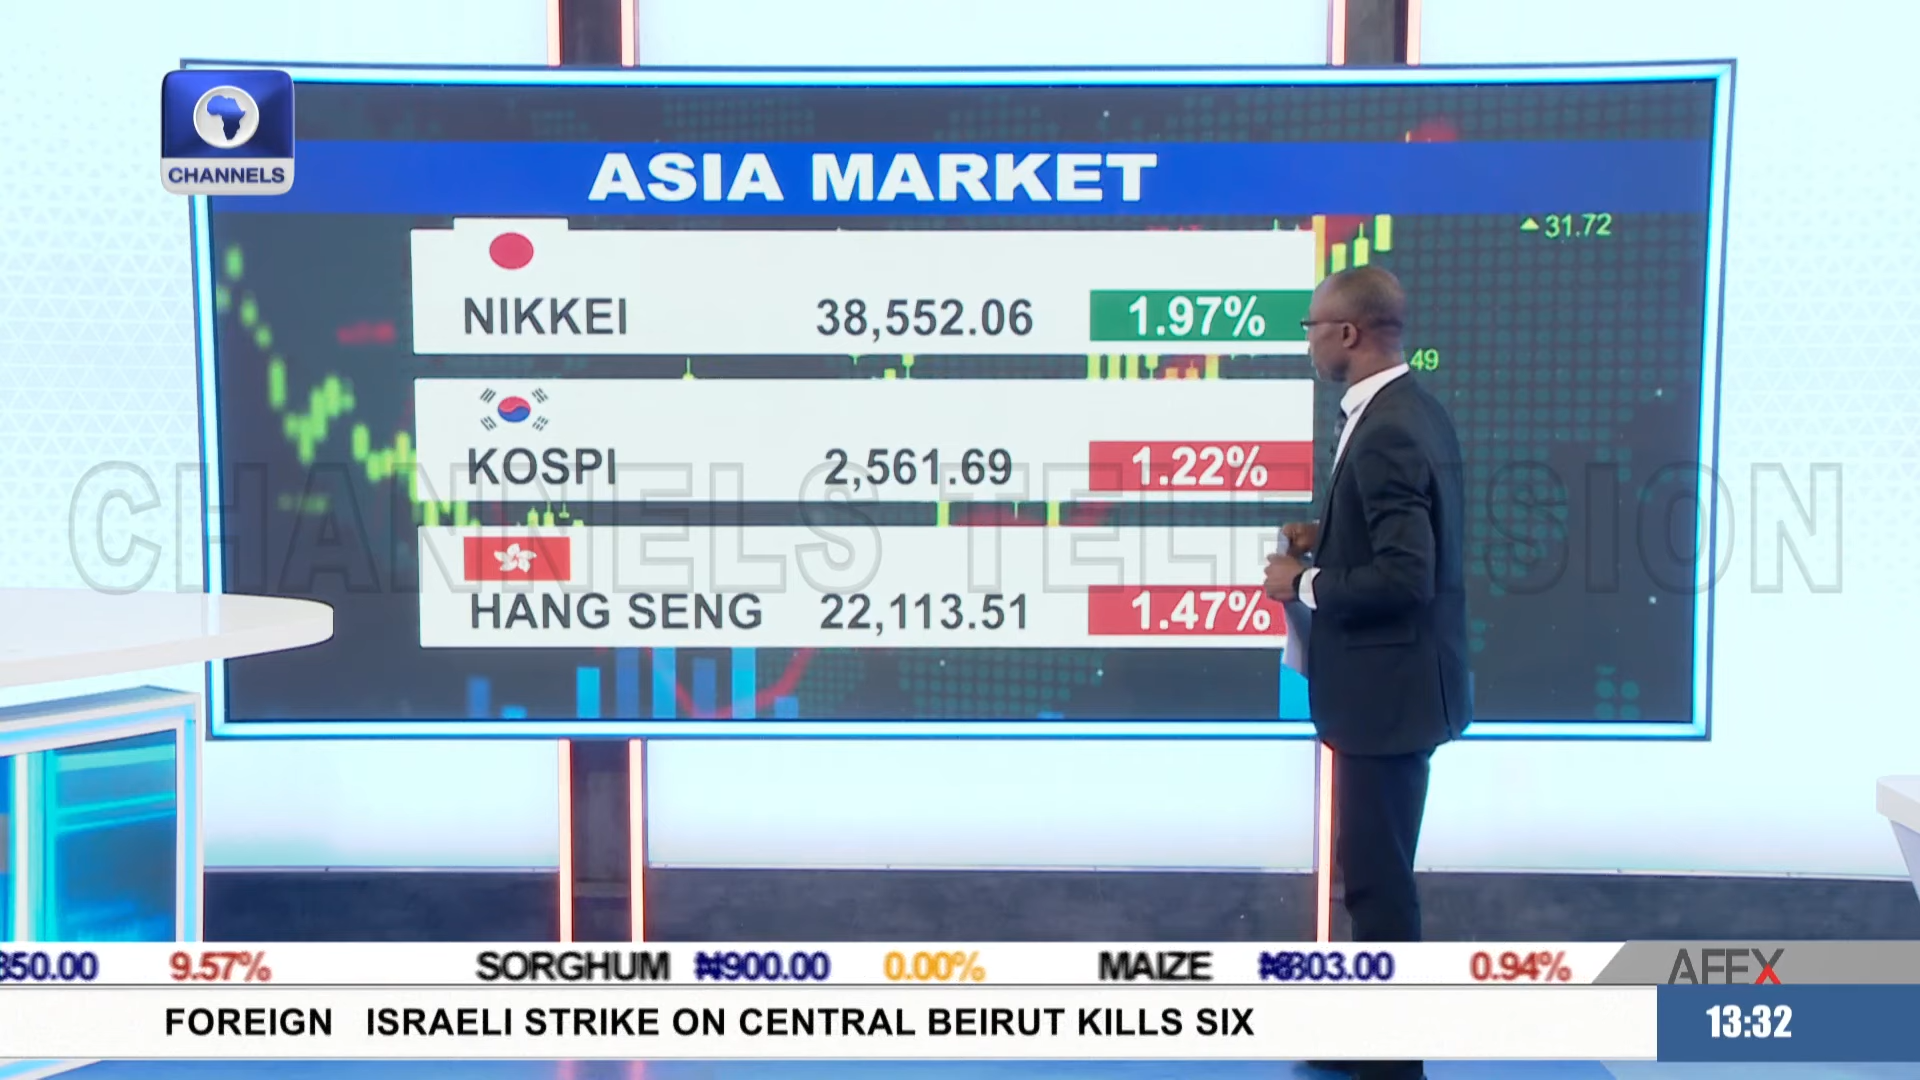 CHANNELS
ASIA MARKET
31.72
NIKKEI 38,552.06 1.97%
49
KOSPI 2,561.69 1.22%
CHANNELS TELEVISION
HANG SENG 22,113.51 1.47%
850.00 9.57% SORGHUM ₦900.00 0.00% MAIZE 0.94% AFEX
FOREIGN ISRAELI STRIKE ON CENTRAL BEIRUT KILLS SIX 13:32